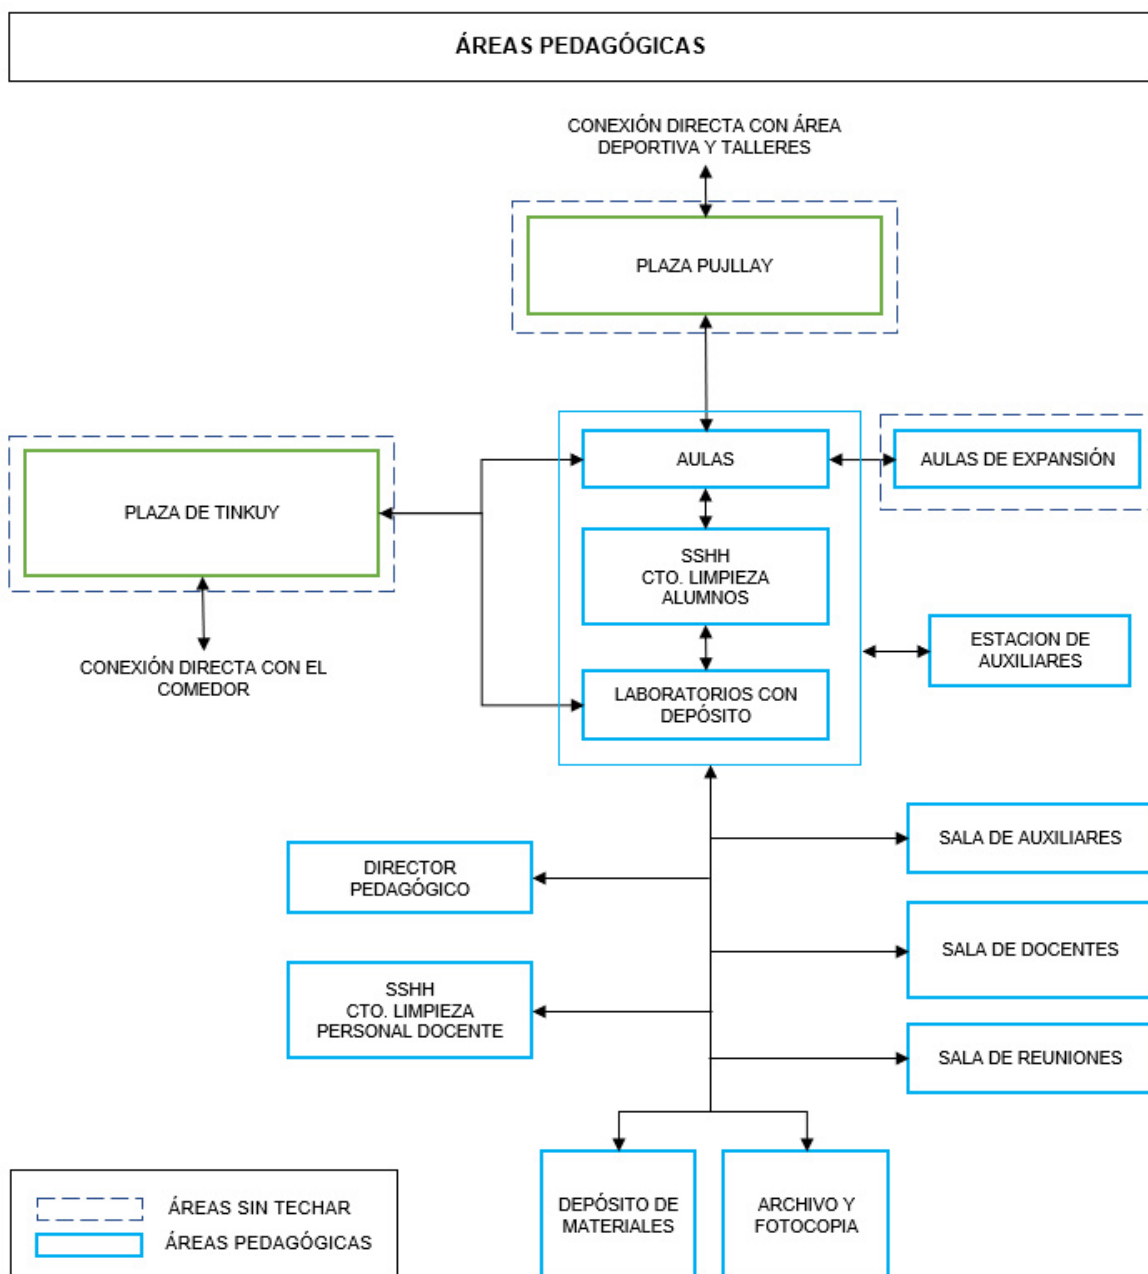 ÁREAS PEDAGÓGICAS
CONEXIÓN DIRECTA CON ÁREA
DEPORTIVA Y TALLERES
PLAZA PUJLLAY
AULAS
AULAS DE EXPANSIÓN
PLAZA DE TINKUY
SSHH
CTO. LIMPIEZA
ALUMNOS
ESTACION DE
AUXILIARES
CONEXIÓN DIRECTA CON EL
COMEDOR
LABORATORIOS CON
DEPÓSITO
SALA DE AUXILIARES
DIRECTOR
PEDAGÓGICO
SALA DE DOCENTES
SSHH
CTO. LIMPIEZA
PERSONAL DOCENTE
SALA DE REUNIONES
DEPÓSITO DE
MATERIALES
ARCHIVO Y
FOTOCOPIA
ÁREAS SIN TECHAR
ÁREAS PEDAGÓGICAS